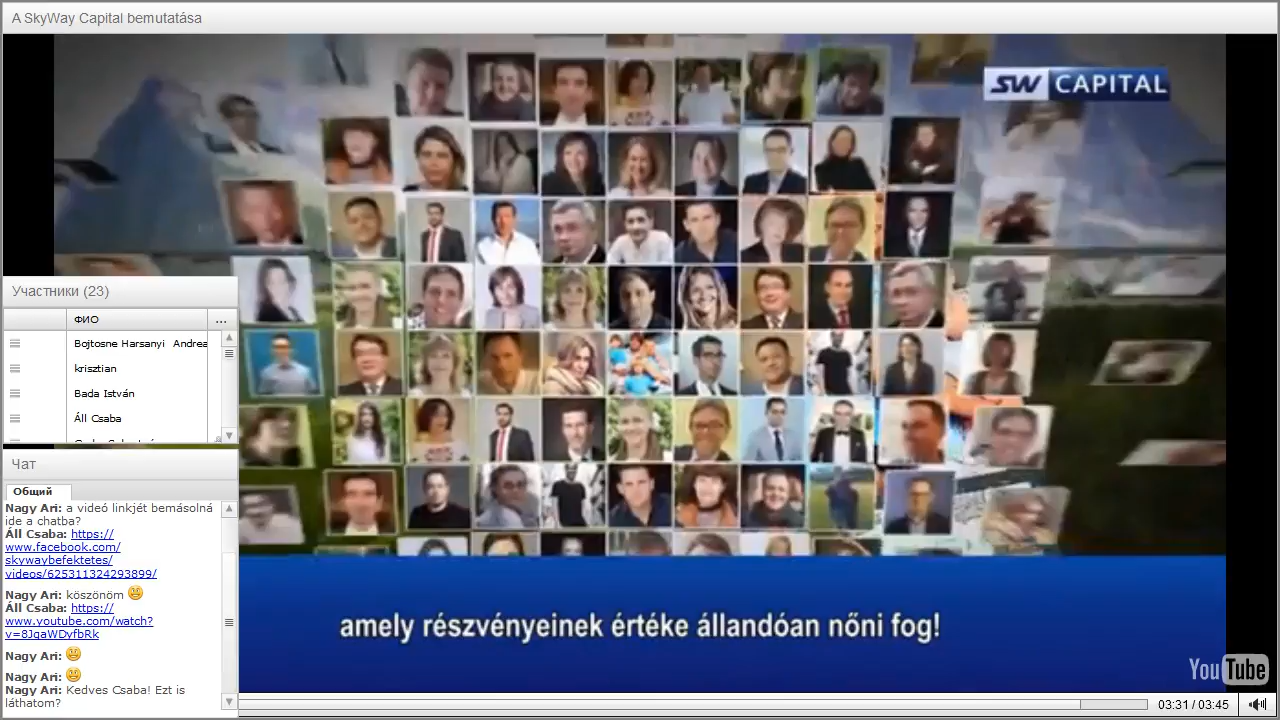 A SkyWay Capital bemutatása
SW CAPITAL
Участники (23)
ФИО
...
Bojtosne Harsanyi Andrea
krisztian
Bada István
Áll Csaba
Чат
Общий
Nagy Ari: a videó linkjét bemásolná
ide a chatba?
Áll Csaba: https://
www.facebook.com/
skywaybefektetes/
videos/625311324293899/
Nagy Ari: köszönöm
Áll Csaba: https://
www.youtube.com/watch?
v=8JqaWDvfbRk
Nagy Ari:
Nagy Ari:
Nagy Ari: Kedves Csaba! Ezt is
láthatom?
amely részvényeinek értéke állandóan nőni fog!
YouTube
03:31 / 03:45